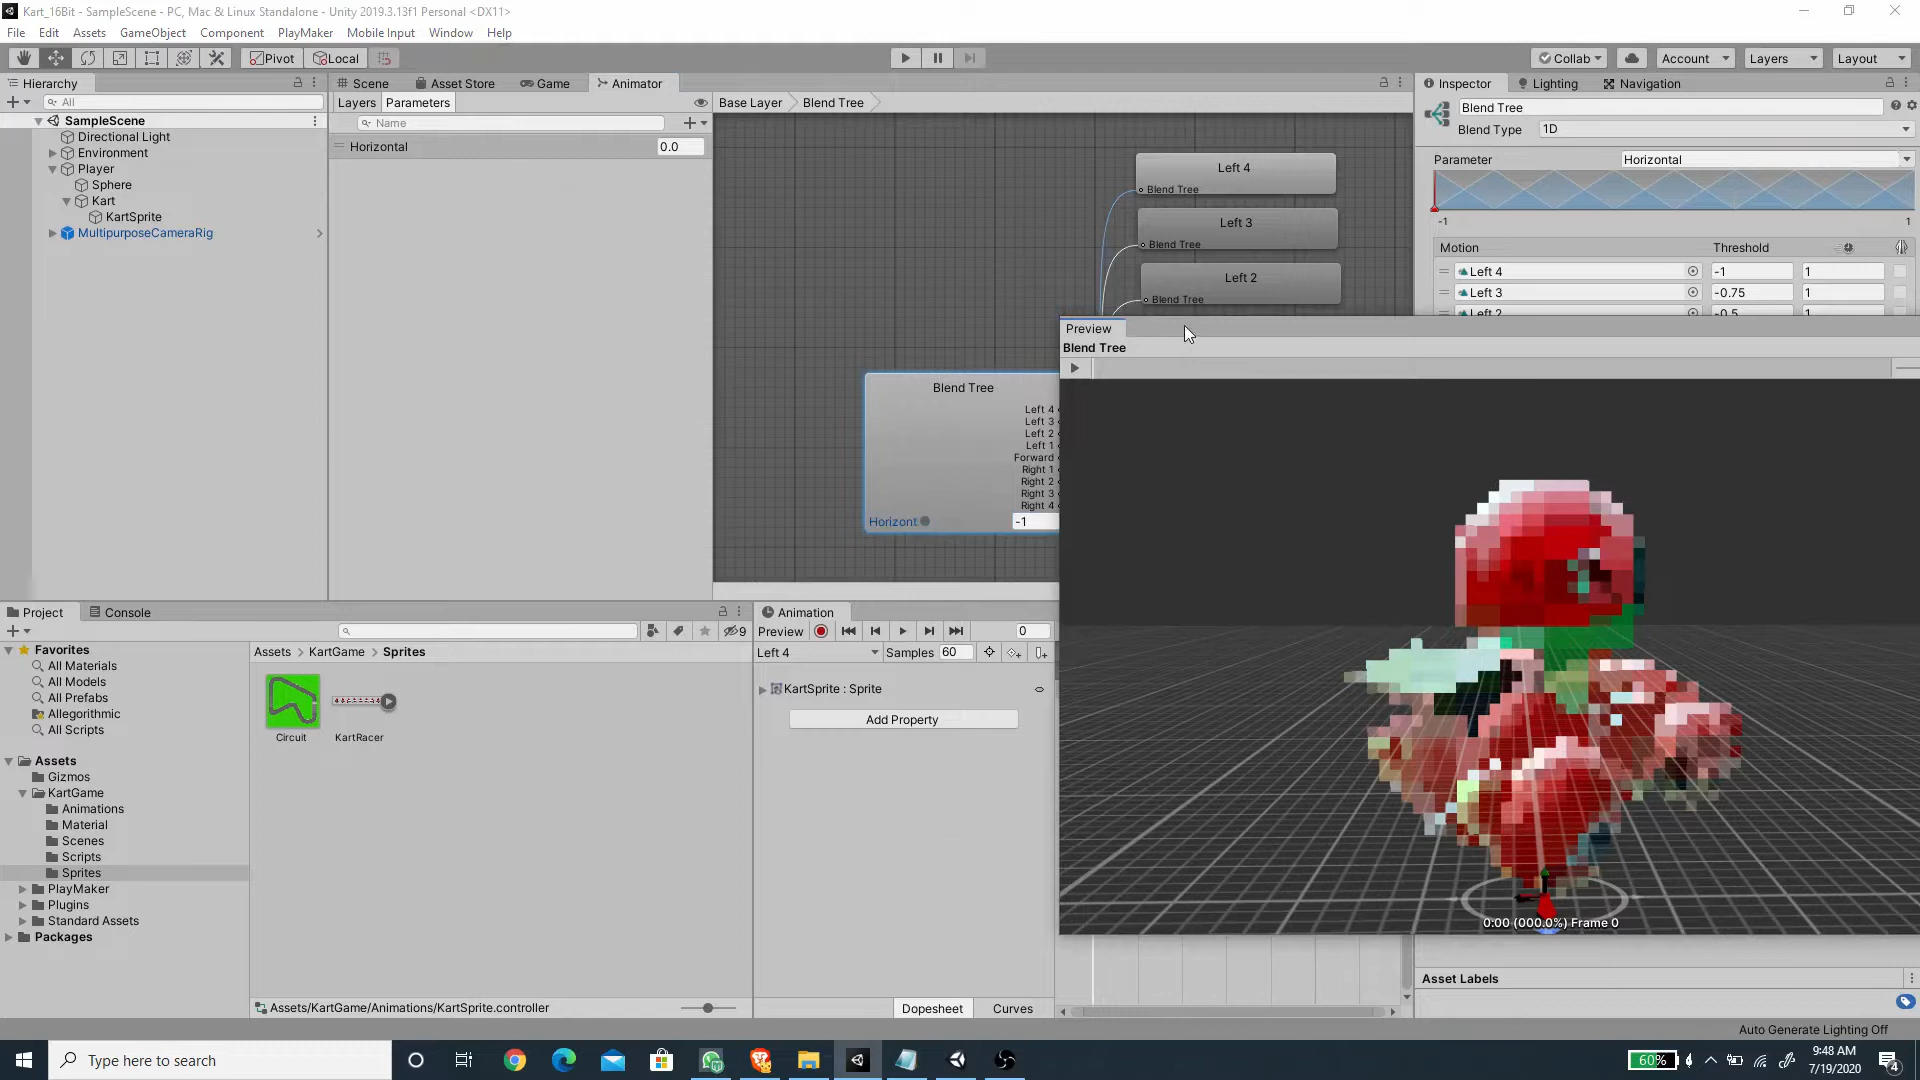 Kart_16Bit - SampleScene - PC, Mac & Linux Standalone - Unity 2019.3.13f1 Personal <DX11>
File Edit Assets GameObject Component PlayMaker Mobile Input Window Help
Pivot Local Collab Account Layers Layout
Hierarchy
All
SampleScene
Directional Light
Environment
Player
Sphere
Kart
KartSprite
MultipurposeCameraRig
Scene Asset Store Game Animator
Layers Parameters
Name
Horizontal 0.0
Base Layer Blend Tree
Left 4
Blend Tree
Left 3
Blend Tree
Left 2
Blend Tree
Blend Tree
Left 4
Left 3
Left 2
Left 1
Forward
Right 1
Right 2
Right 3
Right 4
Horizont -1
Inspector Lighting Navigation
Blend Tree
Blend Type 1D
Parameter Horizontal
-1 1
Motion Threshold
Left 4 -1 1
Left 3 -0.75 1
Left 2 -0.5 1
Preview
Blend Tree
0:00 (000.0%) Frame 0
Project Console
9
Favorites
All Materials
All Models
All Prefabs
Allegorithmic
All Scripts
Assets
Gizmos
KartGame
Animations
Material
Scenes
Scripts
Sprites
PlayMaker
Plugins
Standard Assets
Packages
Assets KartGame Sprites
Circuit KartRacer
Assets/KartGame/Animations/KartSprite.controller
Animation
Preview 0
Left 4 Samples 60
KartSprite : Sprite
Add Property
Dopesheet Curves
Asset Labels
Auto Generate Lighting Off
Type here to search
60%
9:48 AM
7/19/2020
4